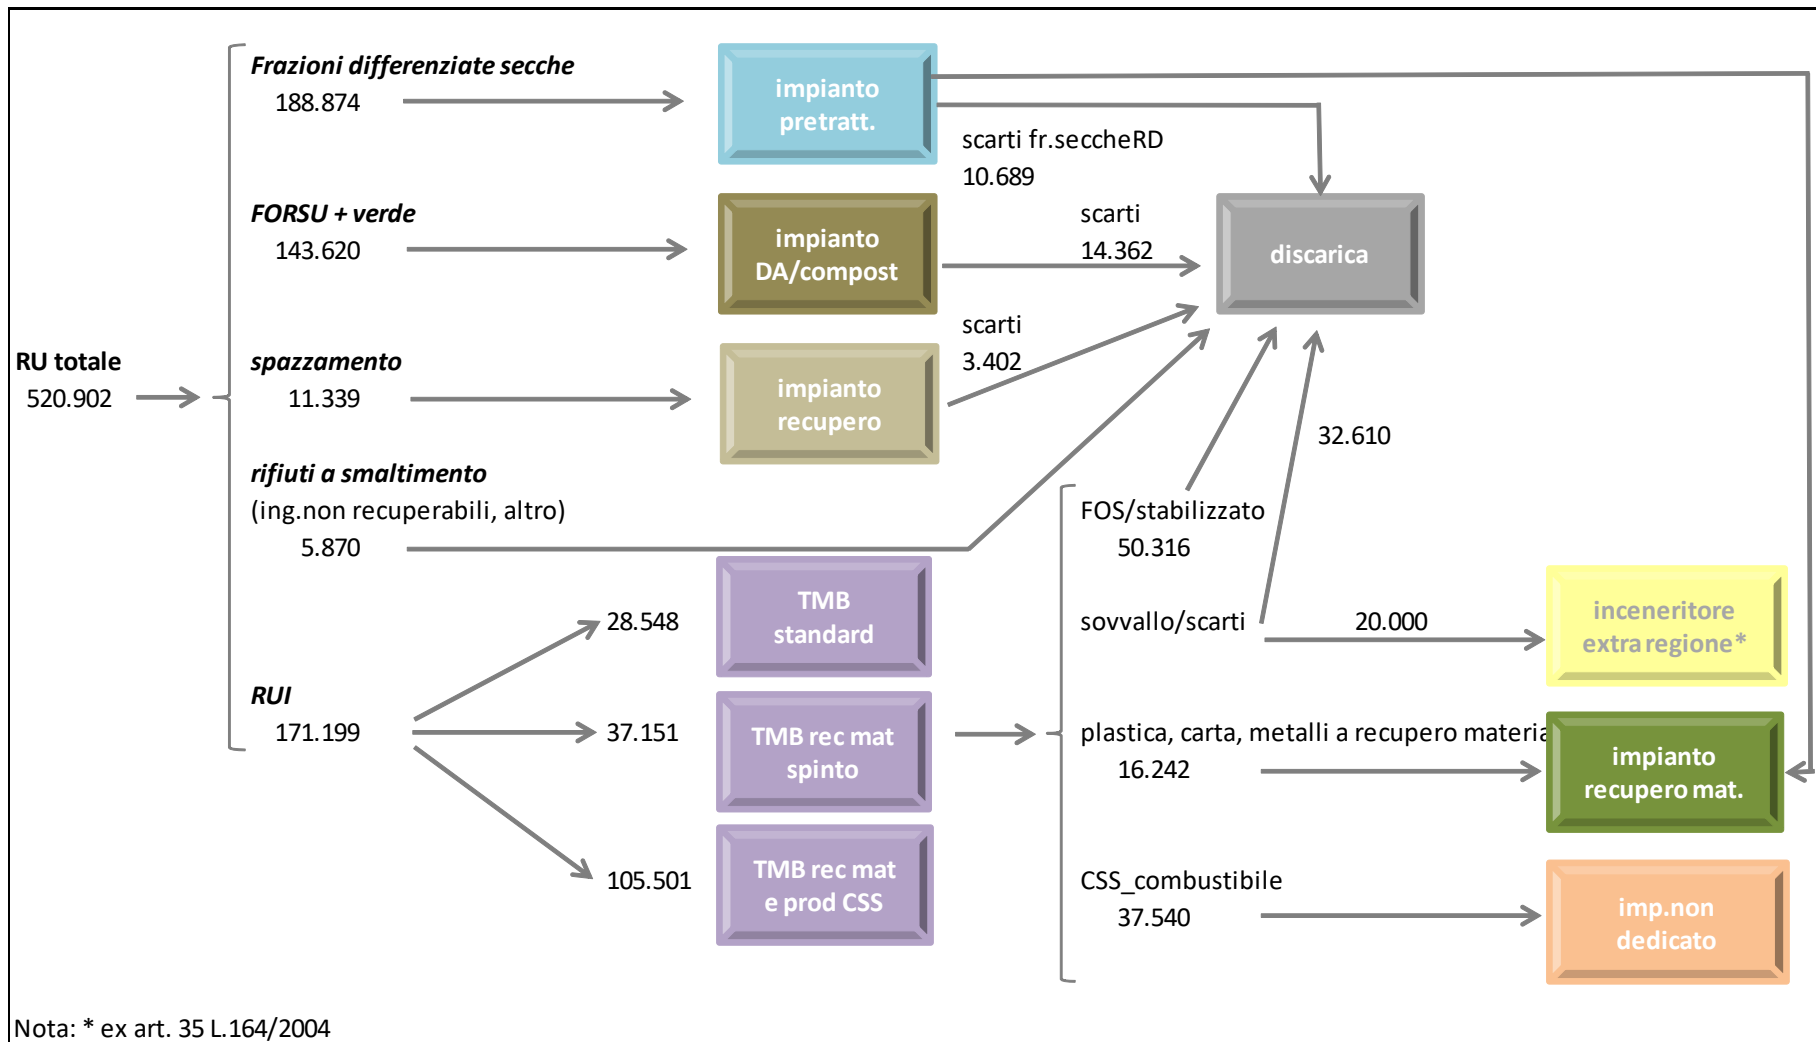 Frazioni differenziate secche
188.874
impianto
pretratt.
scarti fr.seccheRD
10.689
FORSU + verde
143.620
impianto
DA/compost
scarti
14.362
discarica
RU totale
520.902
spazzamento
11.339
impianto
recupero
scarti
3.402
32.610
rifiuti a smaltimento
(ing.non recuperabili, altro)
5.870
RUI
171.199
28.548
TMB
standard
37.151
TMB rec mat
spinto
105.501
TMB rec mat
e prod CSS
FOS/stabilizzato
50.316
sovvallo/scarti
20.000
inceneritore
extra regione*
plastica, carta, metalli a recupero materia
16.242
impianto
recupero mat.
CSS_combustibile
37.540
imp.non
dedicato
Nota: * ex art. 35 L.164/2004